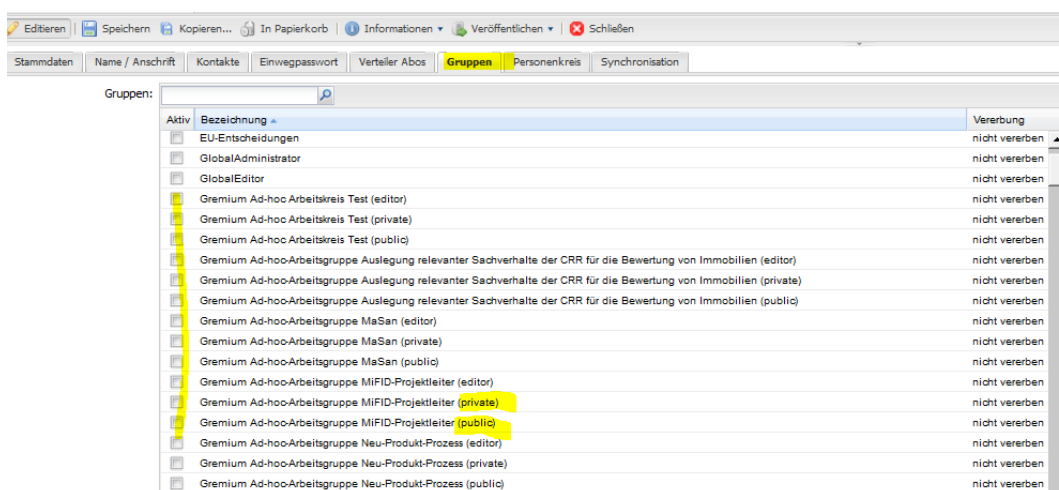 Editieren Speichern Kopieren... In Papierkorb Informationen Veröffentlichen Schließen
Stammdaten Name / Anschrift Kontakte Einwegpasswort Verteiler Abos Gruppen Personenkreis Synchronisation
Gruppen:
Aktiv Bezeichnung Vererbung
EU-Entscheidungen nicht vererben
GlobalAdministrator nicht vererben
GlobalEditor nicht vererben
Gremium Ad-hoc Arbeitskreis Test (editor) nicht vererben
Gremium Ad-hoc Arbeitskreis Test (private) nicht vererben
Gremium Ad-hoc Arbeitskreis Test (public) nicht vererben
Gremium Ad-hoc-Arbeitsgruppe Auslegung relevanter Sachverhalte der CRR für die Bewertung von Immobilien (editor) nicht vererben
Gremium Ad-hoc-Arbeitsgruppe Auslegung relevanter Sachverhalte der CRR für die Bewertung von Immobilien (private) nicht vererben
Gremium Ad-hoc-Arbeitsgruppe Auslegung relevanter Sachverhalte der CRR für die Bewertung von Immobilien (public) nicht vererben
Gremium Ad-hoc-Arbeitsgruppe MaSan (editor) nicht vererben
Gremium Ad-hoc-Arbeitsgruppe MaSan (private) nicht vererben
Gremium Ad-hoc-Arbeitsgruppe MaSan (public) nicht vererben
Gremium Ad-hoc-Arbeitsgruppe MiFID-Projektleiter (editor) nicht vererben
Gremium Ad-hoc-Arbeitsgruppe MiFID-Projektleiter (private) nicht vererben
Gremium Ad-hoc-Arbeitsgruppe MiFID-Projektleiter (public) nicht vererben
Gremium Ad-hoc-Arbeitsgruppe Neu-Produkt-Prozess (editor) nicht vererben
Gremium Ad-hoc-Arbeitsgruppe Neu-Produkt-Prozess (private) nicht vererben
Gremium Ad-hoc-Arbeitsgruppe Neu-Produkt-Prozess (public) nicht vererben